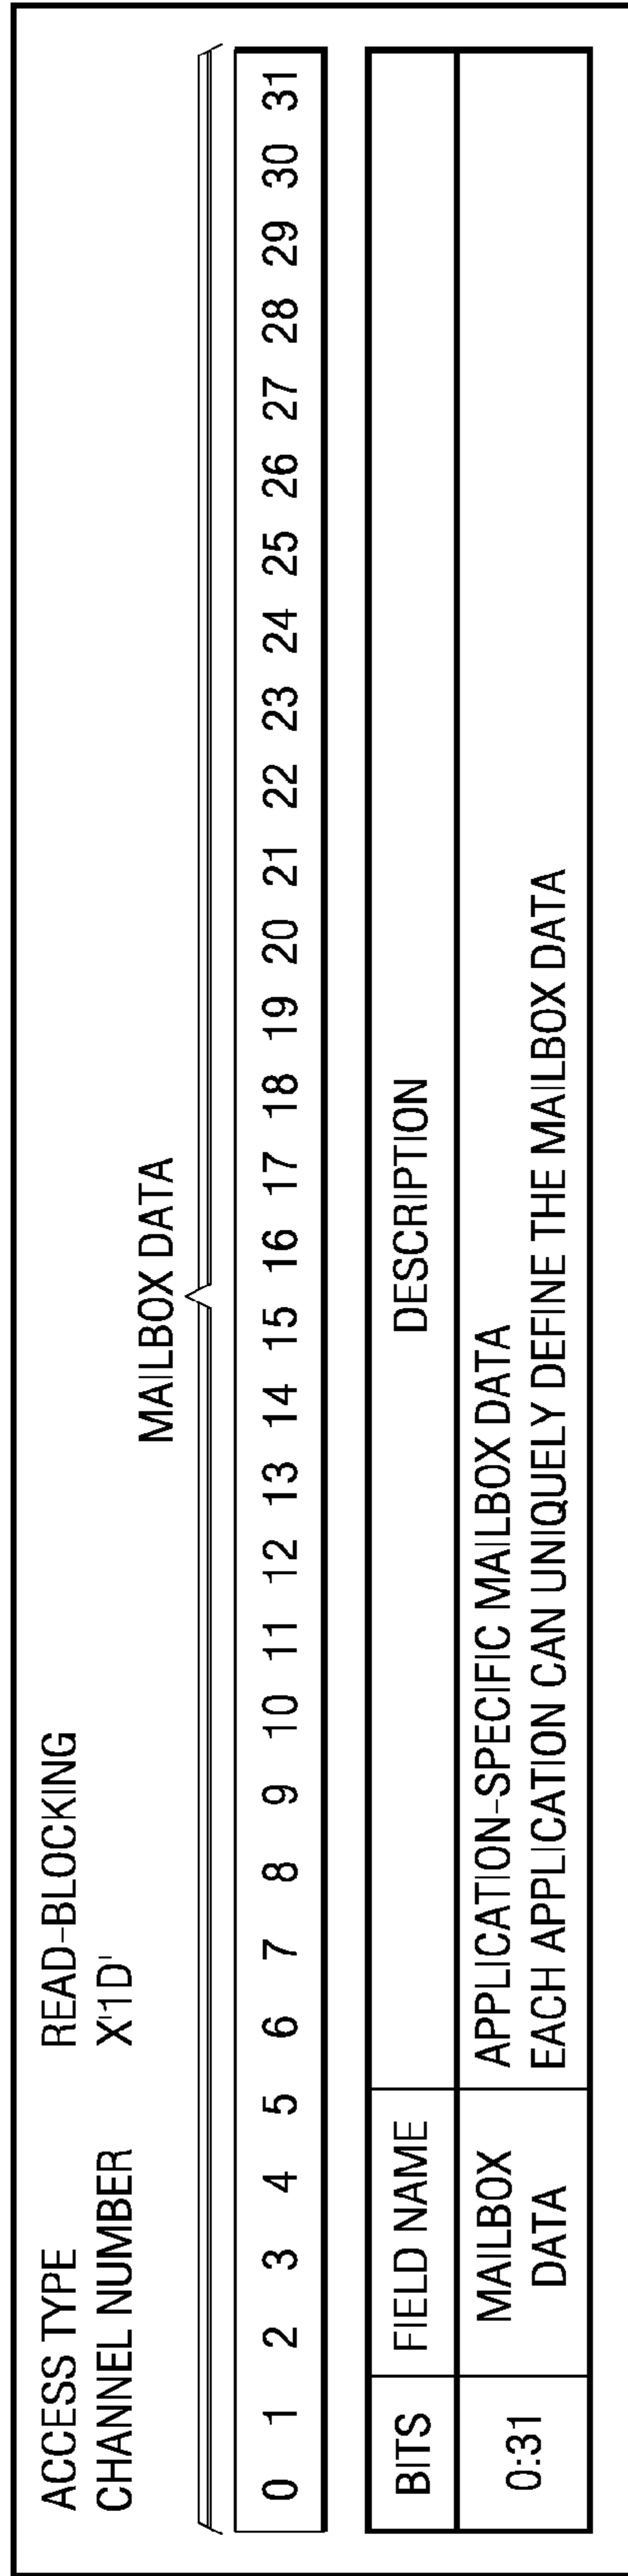 ACCESS TYPE READ-BLOCKING
CHANNEL NUMBER X'1D'
MAILBOX DATA
0 1 2 3 4 5 6 7 8 9 10 11 12 13 14 15 16 17 18 19 20 21 22 23 24 25 26 27 28 29 30 31
BITS FIELD NAME DESCRIPTION
0:31 MAILBOX DATA APPLICATION-SPECIFIC MAILBOX DATA
EACH APPLICATION CAN UNIQUELY DEFINE THE MAILBOX DATA